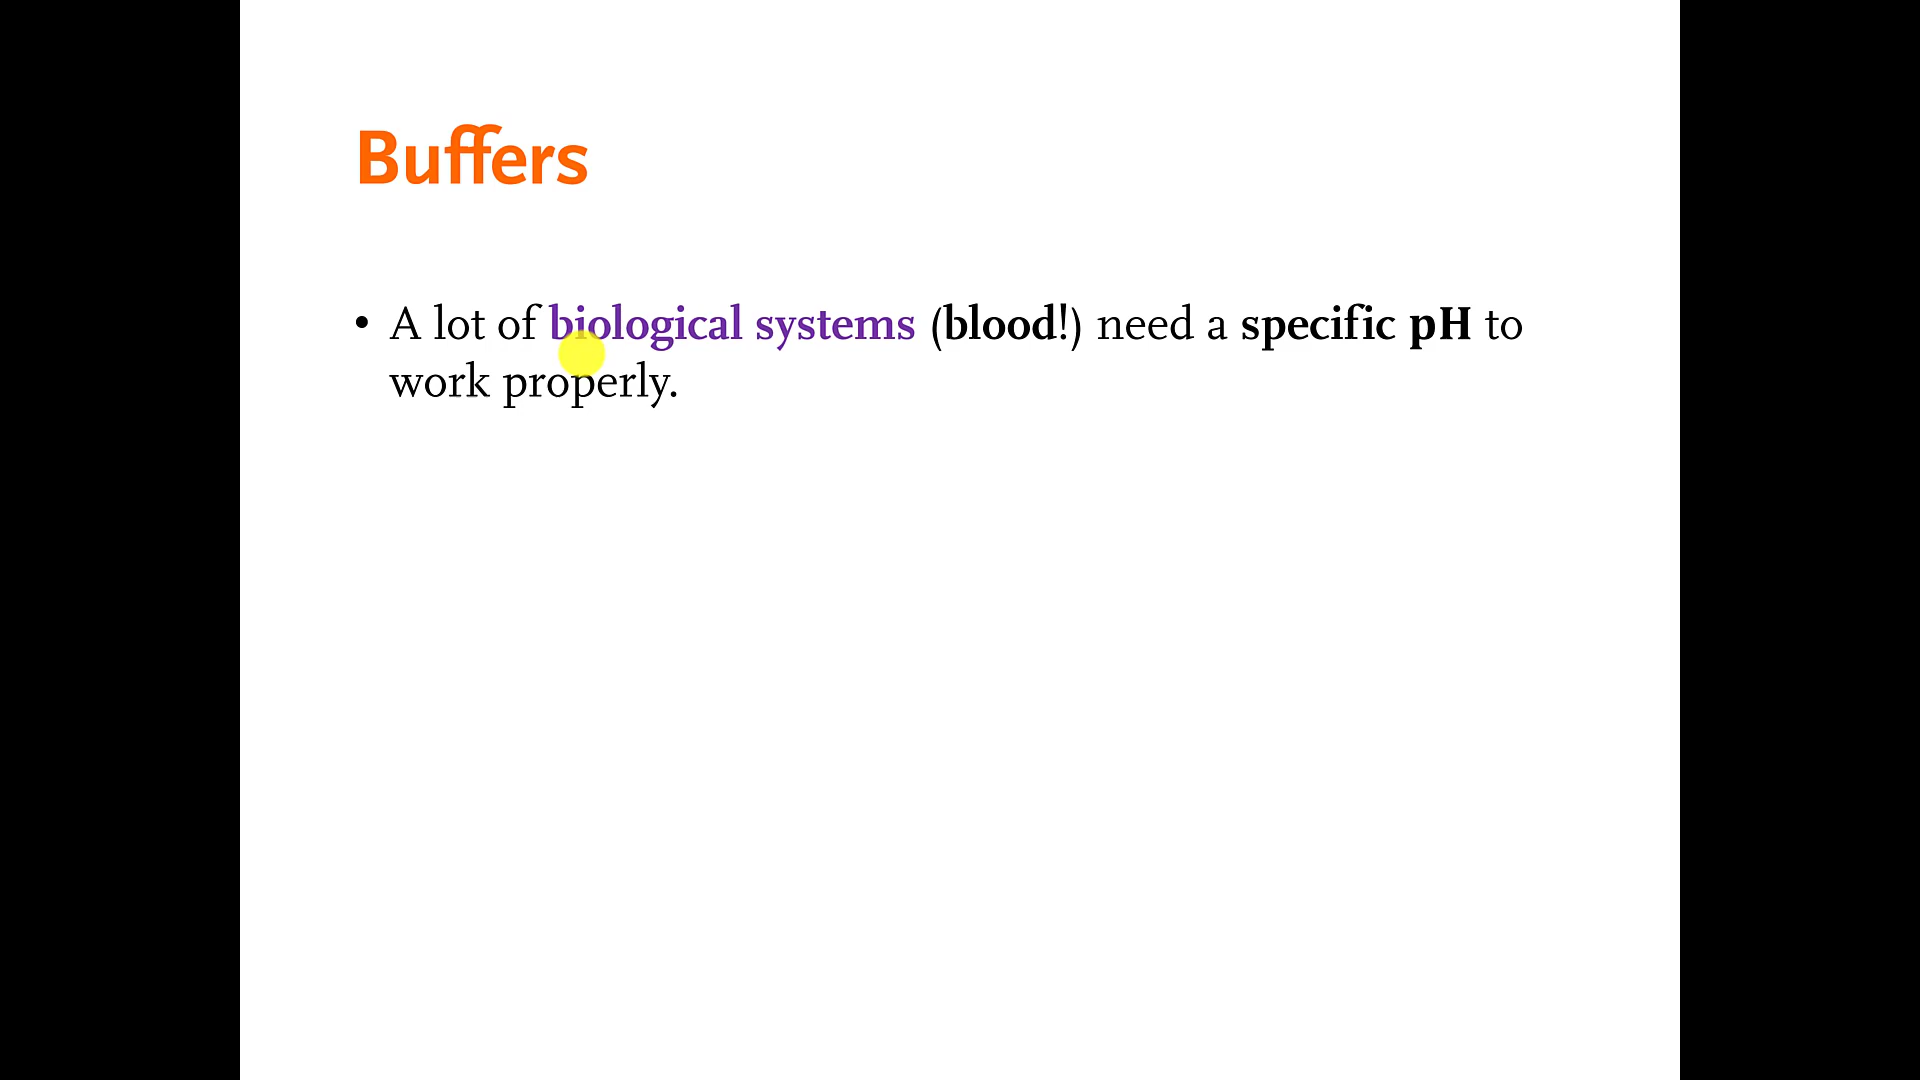 Buffers
• A lot of biological systems (blood!) need a specific pH to
work properly.